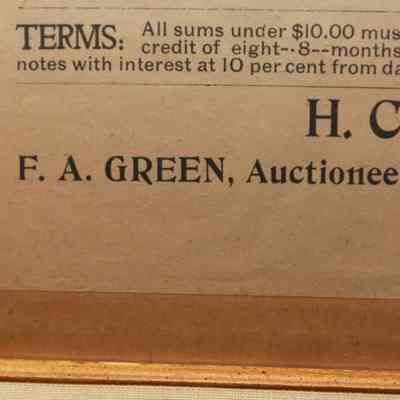 TERMS: All sums under $10.00 mus
credit of eight--8--months
notes with interest at 10 per cent from da
H. C
F. A. GREEN, Auctionee